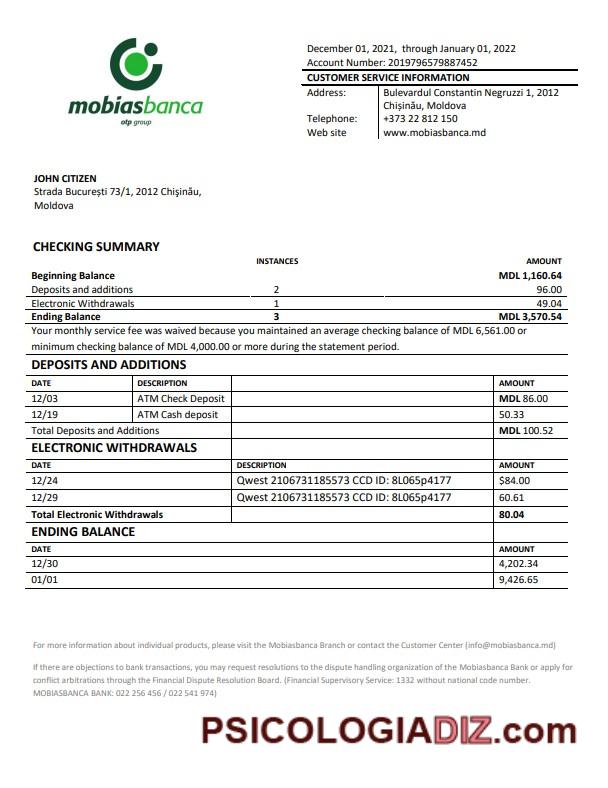 mobiasbanca
otp group
December 01, 2021, through January 01, 2022
Account Number: 2019796579887452
CUSTOMER SERVICE INFORMATION
Address: Bulevardul Constantin Negruzzi 1, 2012
Chișinău, Moldova
Telephone: +373 22 812 150
Web site www.mobiasbanca.md
JOHN CITIZEN
Strada București 73/1, 2012 Chişinău,
Moldova
CHECKING SUMMARY
INSTANCES AMOUNT
Beginning Balance MDL 1,160.64
Deposits and additions 2 96.00
Electronic Withdrawals 1 49.04
Ending Balance 3 MDL 3,570.54
Your monthly service fee was waived because you maintained an average checking balance of MDL 6,561.00 or
minimum checking balance of MDL 4,000.00 or more during the statement period.
DEPOSITS AND ADDITIONS
DATE DESCRIPTION AMOUNT
12/03 ATM Check Deposit MDL 86.00
12/19 ATM Cash deposit 50.33
Total Deposits and Additions MDL 100.52
ELECTRONIC WITHDRAWALS
DATE DESCRIPTION AMOUNT
12/24 Qwest 2106731185573 CCD ID: 8L065p4177 $84.00
12/29 Qwest 2106731185573 CCD ID: 8L065p4177 60.61
Total Electronic Withdrawals 80.04
ENDING BALANCE
DATE AMOUNT
12/30 4,202.34
01/01 9,426.65
For more information about individual products, please visit the Mobiasbanca Branch or contact the Customer Center (info@mobiasbanca.md)
If there are objections to bank transactions, you may request resolutions to the dispute handling organization of the Mobiasbanca Bank or apply for
conflict arbitrations through the Financial Dispute Resolution Board. (Financial Supervisory Service: 1332 without national code number.
MOBIASBANCA BANK: 022 256 456 / 022 541 974)
PSICOLOGIADIZ.com